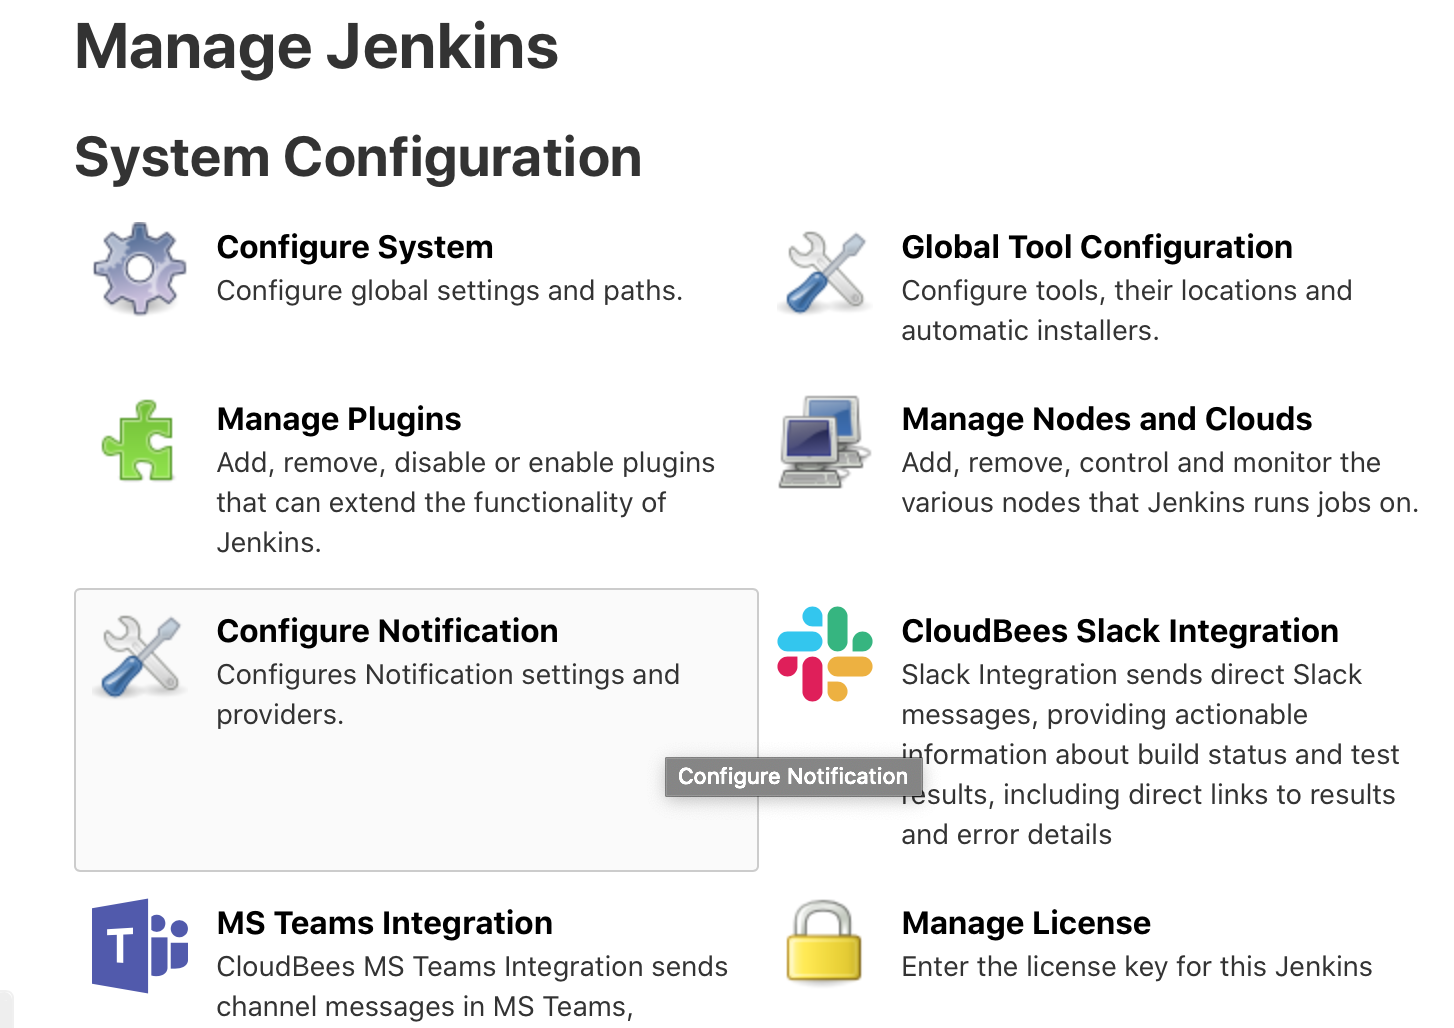 Manage Jenkins
System Configuration
Configure System
Configure global settings and paths.
Global Tool Configuration
Configure tools, their locations and
automatic installers.
Manage Plugins
Add, remove, disable or enable plugins
that can extend the functionality of
Jenkins.
Manage Nodes and Clouds
Add, remove, control and monitor the
various nodes that Jenkins runs jobs on.
Configure Notification
Configures Notification settings and
providers.
Configure Notification
CloudBees Slack Integration
Slack Integration sends direct Slack
messages, providing actionable
information about build status and test
results, including direct links to results
and error details
MS Teams Integration
CloudBees MS Teams Integration sends
channel messages in MS Teams,
Manage License
Enter the license key for this Jenkins